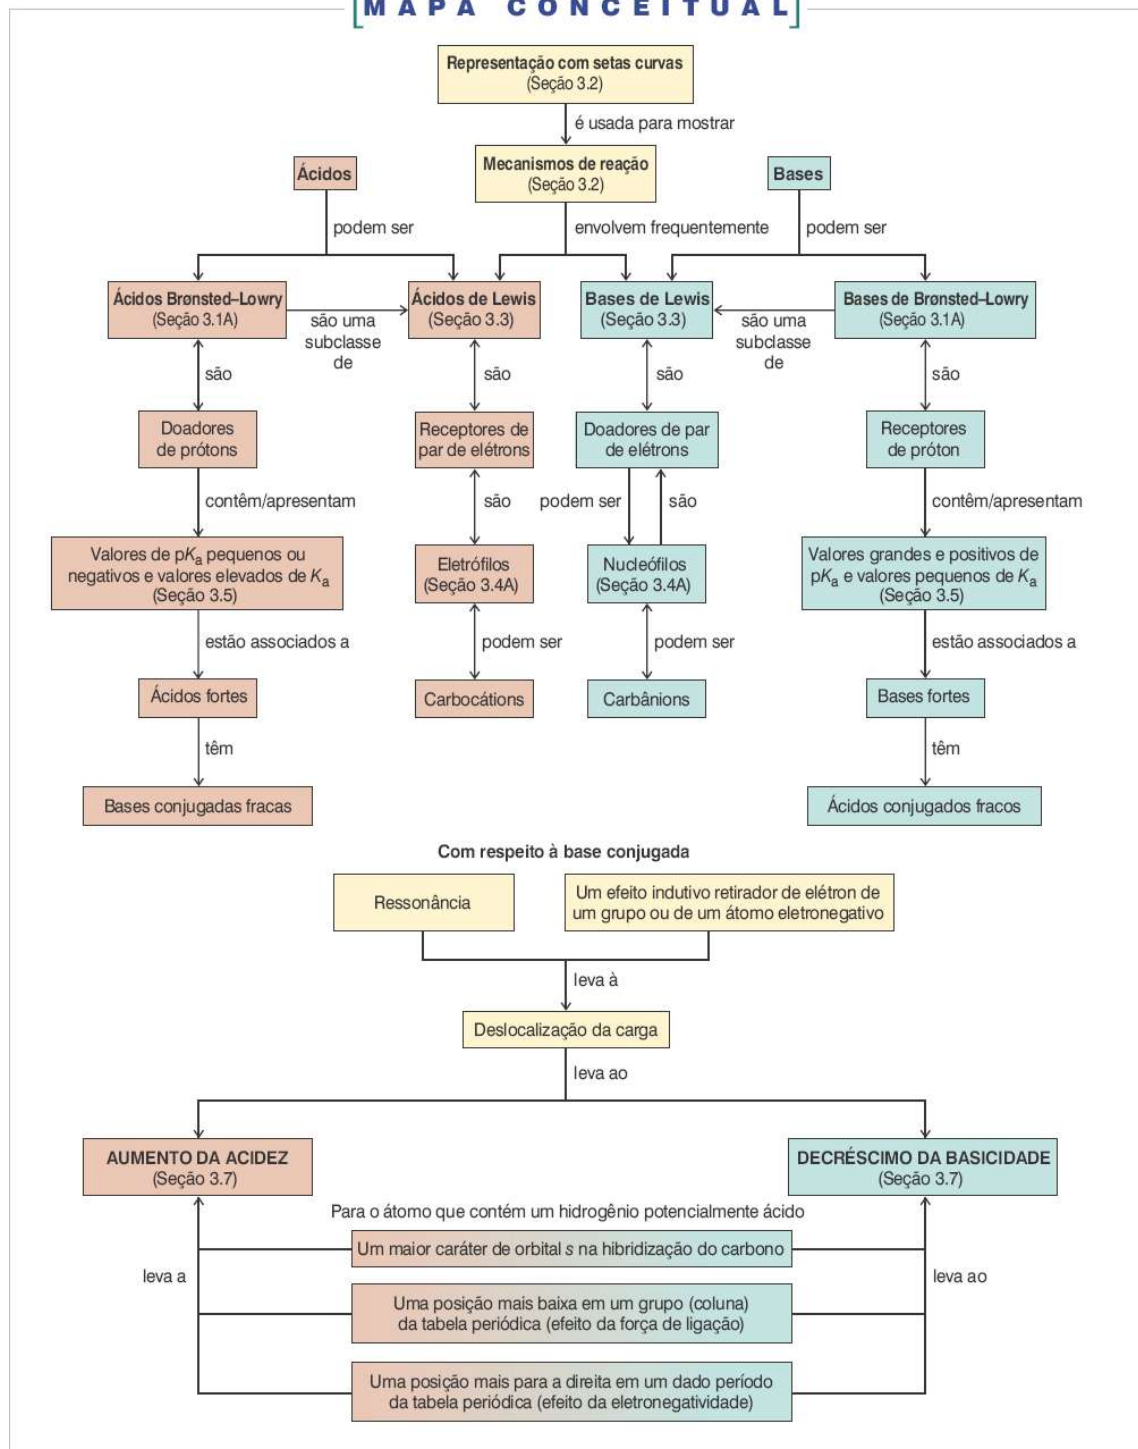 [MAPA CONCEITUAL]
Representação com setas curvas
(Seção 3.2)
é usada para mostrar
Ácidos
Mecanismos de reação
(Seção 3.2)
Bases
podem ser
envolvem frequentemente
podem ser
Ácidos Brønsted–Lowry
(Seção 3.1A)
são uma
subclasse
de
Ácidos de Lewis
(Seção 3.3)
Bases de Lewis
(Seção 3.3)
são uma
subclasse
de
Bases de Brønsted–Lowry
(Seção 3.1A)
são
são
são
são
Doadores
de prótons
Receptores de
par de elétrons
Doadores de par
de elétrons
Receptores
de próton
contêm/apresentam
são
podem ser
são
contêm/apresentam
Valores de pKa pequenos ou
negativos e valores elevados de Ka
(Seção 3.5)
Eletrófilos
(Seção 3.4A)
Nucleófilos
(Seção 3.4A)
Valores grandes e positivos de
pKa e valores pequenos de Ka
(Seção 3.5)
estão associados a
podem ser
podem ser
estão associados a
Ácidos fortes
Carbocátions
Carbânions
Bases fortes
têm
têm
Bases conjugadas fracas
Ácidos conjugados fracos
Com respeito à base conjugada
Ressonância
Um efeito indutivo retirador de elétron de
um grupo ou de um átomo eletronegativo
leva à
Deslocalização da carga
leva ao
AUMENTO DA ACIDEZ
(Seção 3.7)
DECRÉSCIMO DA BASICIDADE
(Seção 3.7)
Para o átomo que contém um hidrogênio potencialmente ácido
Um maior caráter de orbital s na hibridização do carbono
leva a
leva ao
Uma posição mais baixa em um grupo (coluna)
da tabela periódica (efeito da força de ligação)
Uma posição mais para a direita em um dado período
da tabela periódica (efeito da eletronegatividade)